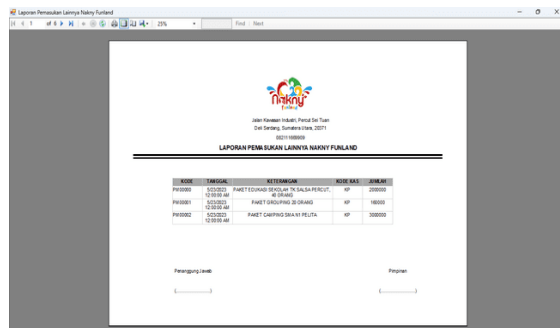 Laporan Pemasukan Lainnya Nakny Funland
1 of 6 25% Find | Next
Nakny
funland
Jalan Kawasan Industri, Percut Sei Tuan
Deli Serdang, Sumatera Utara, 20371
LAPORAN PEMASUKAN LAINNYA NAKNY FUNLAND
KODE TANGGAL KETERANGAN KODE KAS JUMLAH
PM00000 5/23/2023 PAKET EDUKASI SEKOLAH TK SALSA PERCUT, KP 2000000
12:00:00 AM 40 ORANG
PM00001 5/23/2023 PAKET GROUPING 20 ORANG KP 160000
12:00:00 AM
PM00002 5/23/2023 PAKET CAMPING SMA N1 PELITA KP 3000000
12:00:00 AM
Penanggung Jawab Pimpinan
(....................) (....................)